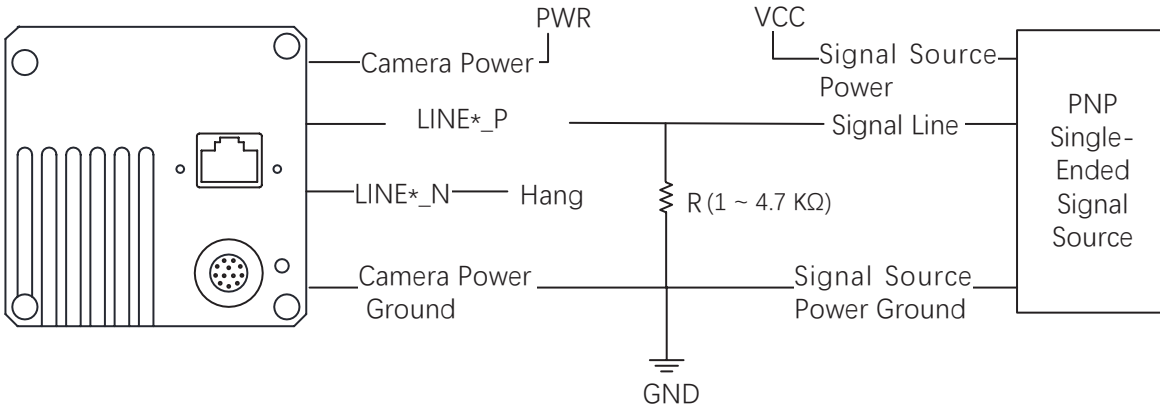 PWR
VCC
Camera Power
Signal Source
Power
LINE*_P
Signal Line
PNP
Single-
Ended
Signal
Source
LINE*_N
Hang
R (1 ~ 4.7 KΩ)
Camera Power
Ground
Signal Source
Power Ground
GND